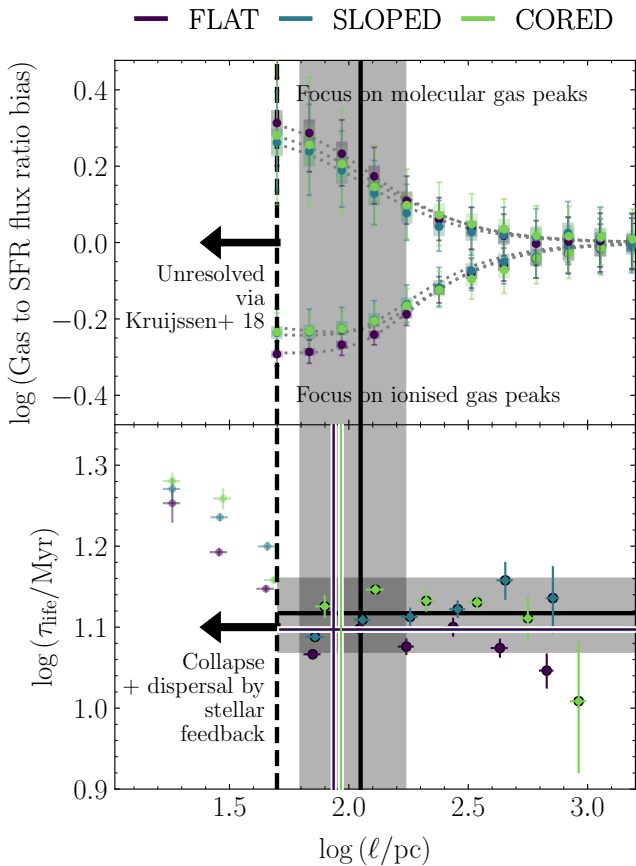 FLAT SLOPED CORED
log (Gas to SFR flux ratio bias)
0.4
0.2
0.0
−0.2
−0.4
Focus on molecular gas peaks
Unresolved
via
Kruijssen+ 18
Focus on ionised gas peaks
log (τlife/Myr)
1.3
1.2
1.1
1.0
0.9
Collapse
+ dispersal by
stellar
feedback
1.5 2.0 2.5 3.0
log (ℓ/pc)